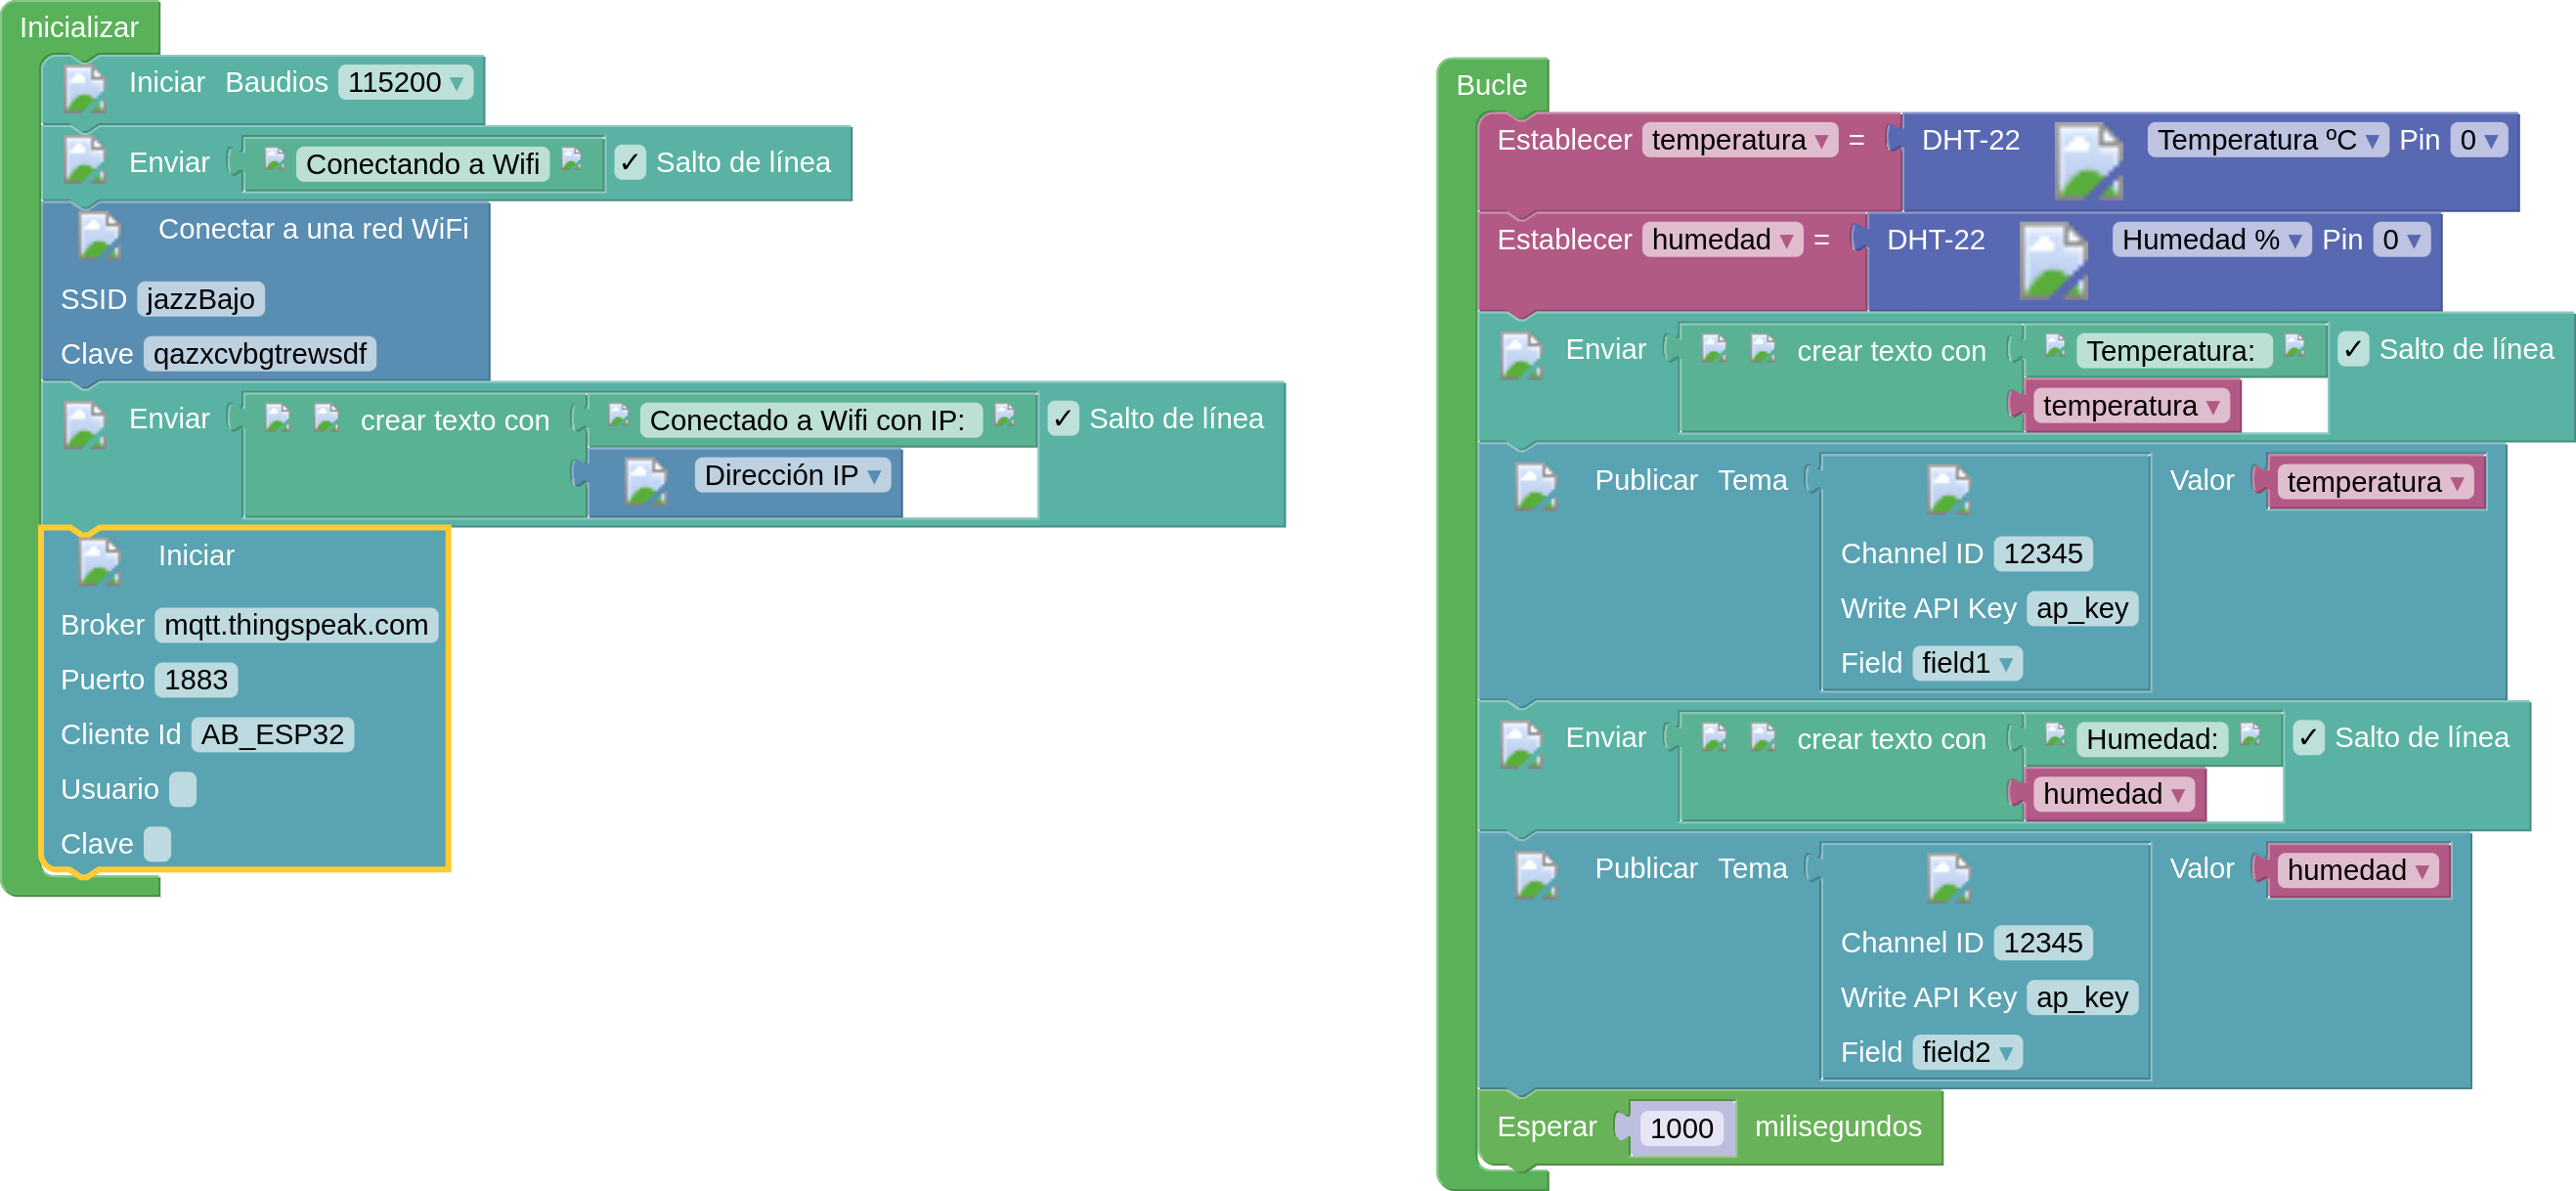 Inicializar
Iniciar Baudios 115200 ▾
Enviar Conectando a Wifi ✓ Salto de línea
Conectar a una red WiFi
SSID jazzBajo
Clave qazxcvbgtrewsdf
Enviar crear texto con Conectado a Wifi con IP: ✓ Salto de línea
Dirección IP ▾
Iniciar
Broker mqtt.thingspeak.com
Puerto 1883
Cliente Id AB_ESP32
Usuario
Clave
Bucle
Establecer temperatura ▾ = DHT-22 Temperatura ºC ▾ Pin 0 ▾
Establecer humedad ▾ = DHT-22 Humedad % ▾ Pin 0 ▾
Enviar crear texto con Temperatura: ✓ Salto de línea
temperatura ▾
Publicar Tema Valor temperatura ▾
Channel ID 12345
Write API Key ap_key
Field field1 ▾
Enviar crear texto con Humedad: ✓ Salto de línea
humedad ▾
Publicar Tema Valor humedad ▾
Channel ID 12345
Write API Key ap_key
Field field2 ▾
Esperar 1000 milisegundos